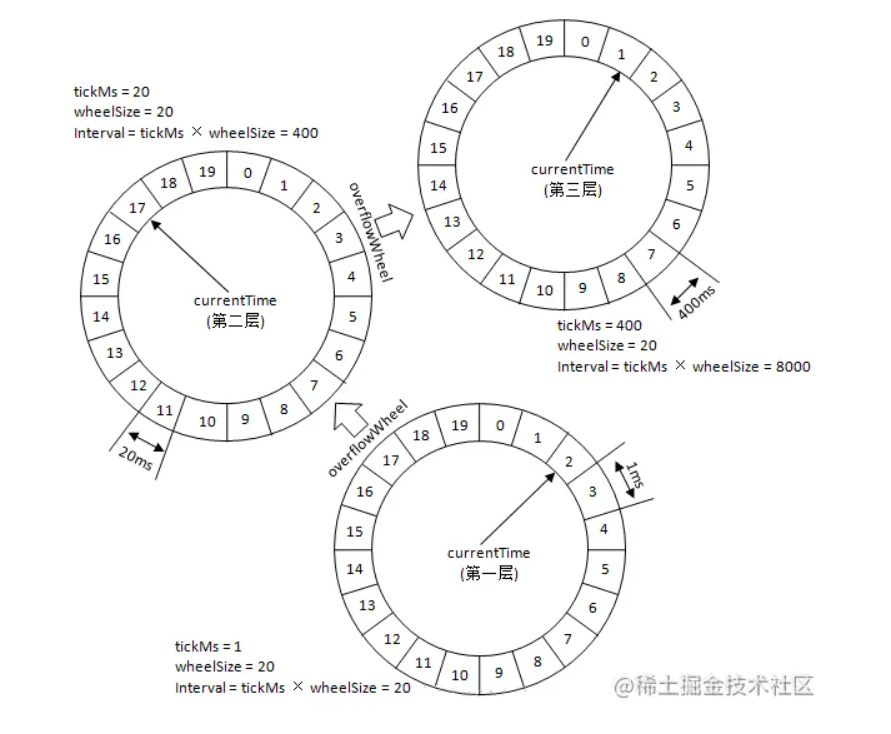 tickMs = 20
wheelSize = 20
Interval = tickMs × wheelSize = 400
0
1
2
3
4
5
6
7
8
9
10
11
12
13
14
15
16
17
18
19
currentTime
(第二层)
20ms
overflowWheel
0
1
2
3
4
5
6
7
8
9
10
11
12
13
14
15
16
17
18
19
currentTime
(第三层)
400ms
tickMs = 400
wheelSize = 20
Interval = tickMs × wheelSize = 8000
overflowWheel
0
1
2
3
4
5
6
7
8
9
10
11
12
13
14
15
16
17
18
19
currentTime
(第一层)
1ms
tickMs = 1
wheelSize = 20
Interval = tickMs × wheelSize = 20
@稀土掘金技术社区